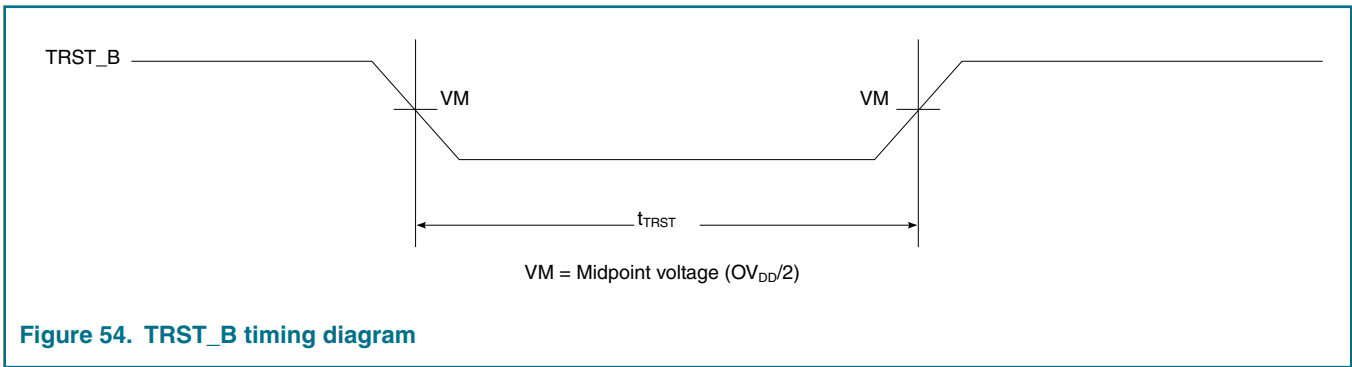 TRST_B
VM
VM
tTRST
VM = Midpoint voltage (OVDD/2)
Figure 54. TRST_B timing diagram